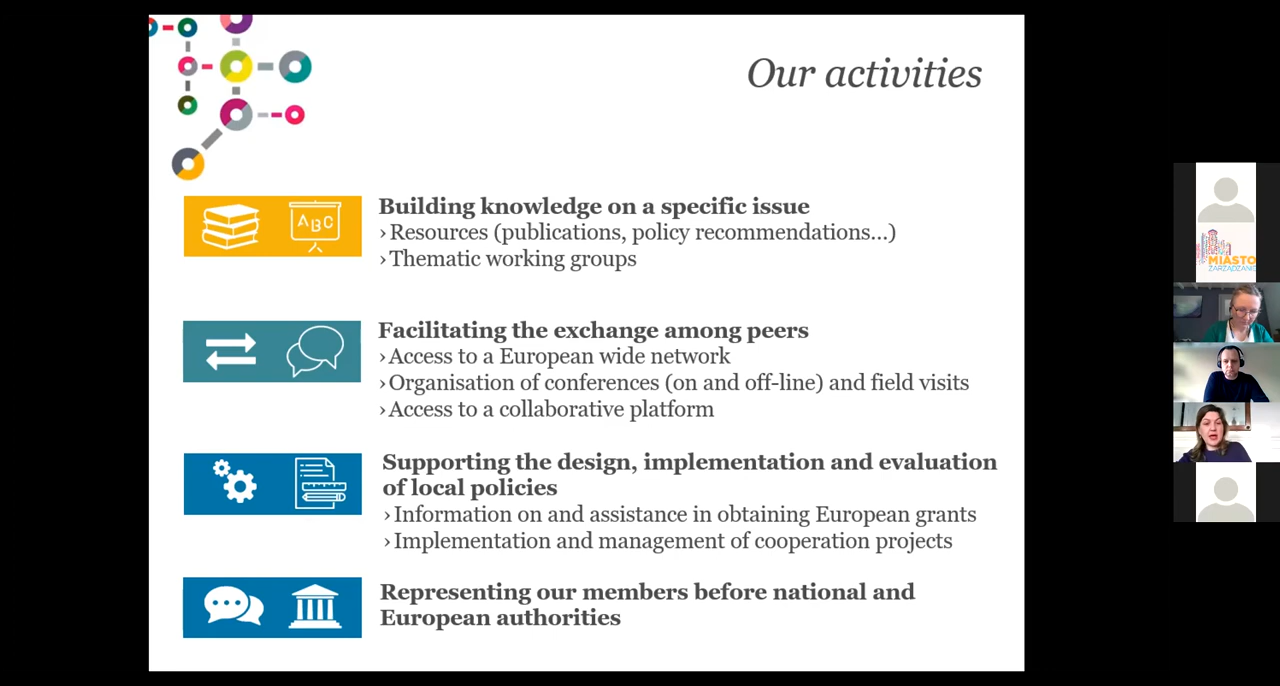 Our activities
ABC
Building knowledge on a specific issue
›Resources (publications, policy recommendations...)
›Thematic working groups
Facilitating the exchange among peers
›Access to a European wide network
›Organisation of conferences (on and off-line) and field visits
›Access to a collaborative platform
Supporting the design, implementation and evaluation
of local policies
›Information on and assistance in obtaining European grants
›Implementation and management of cooperation projects
Representing our members before national and
European authorities
MIASTO